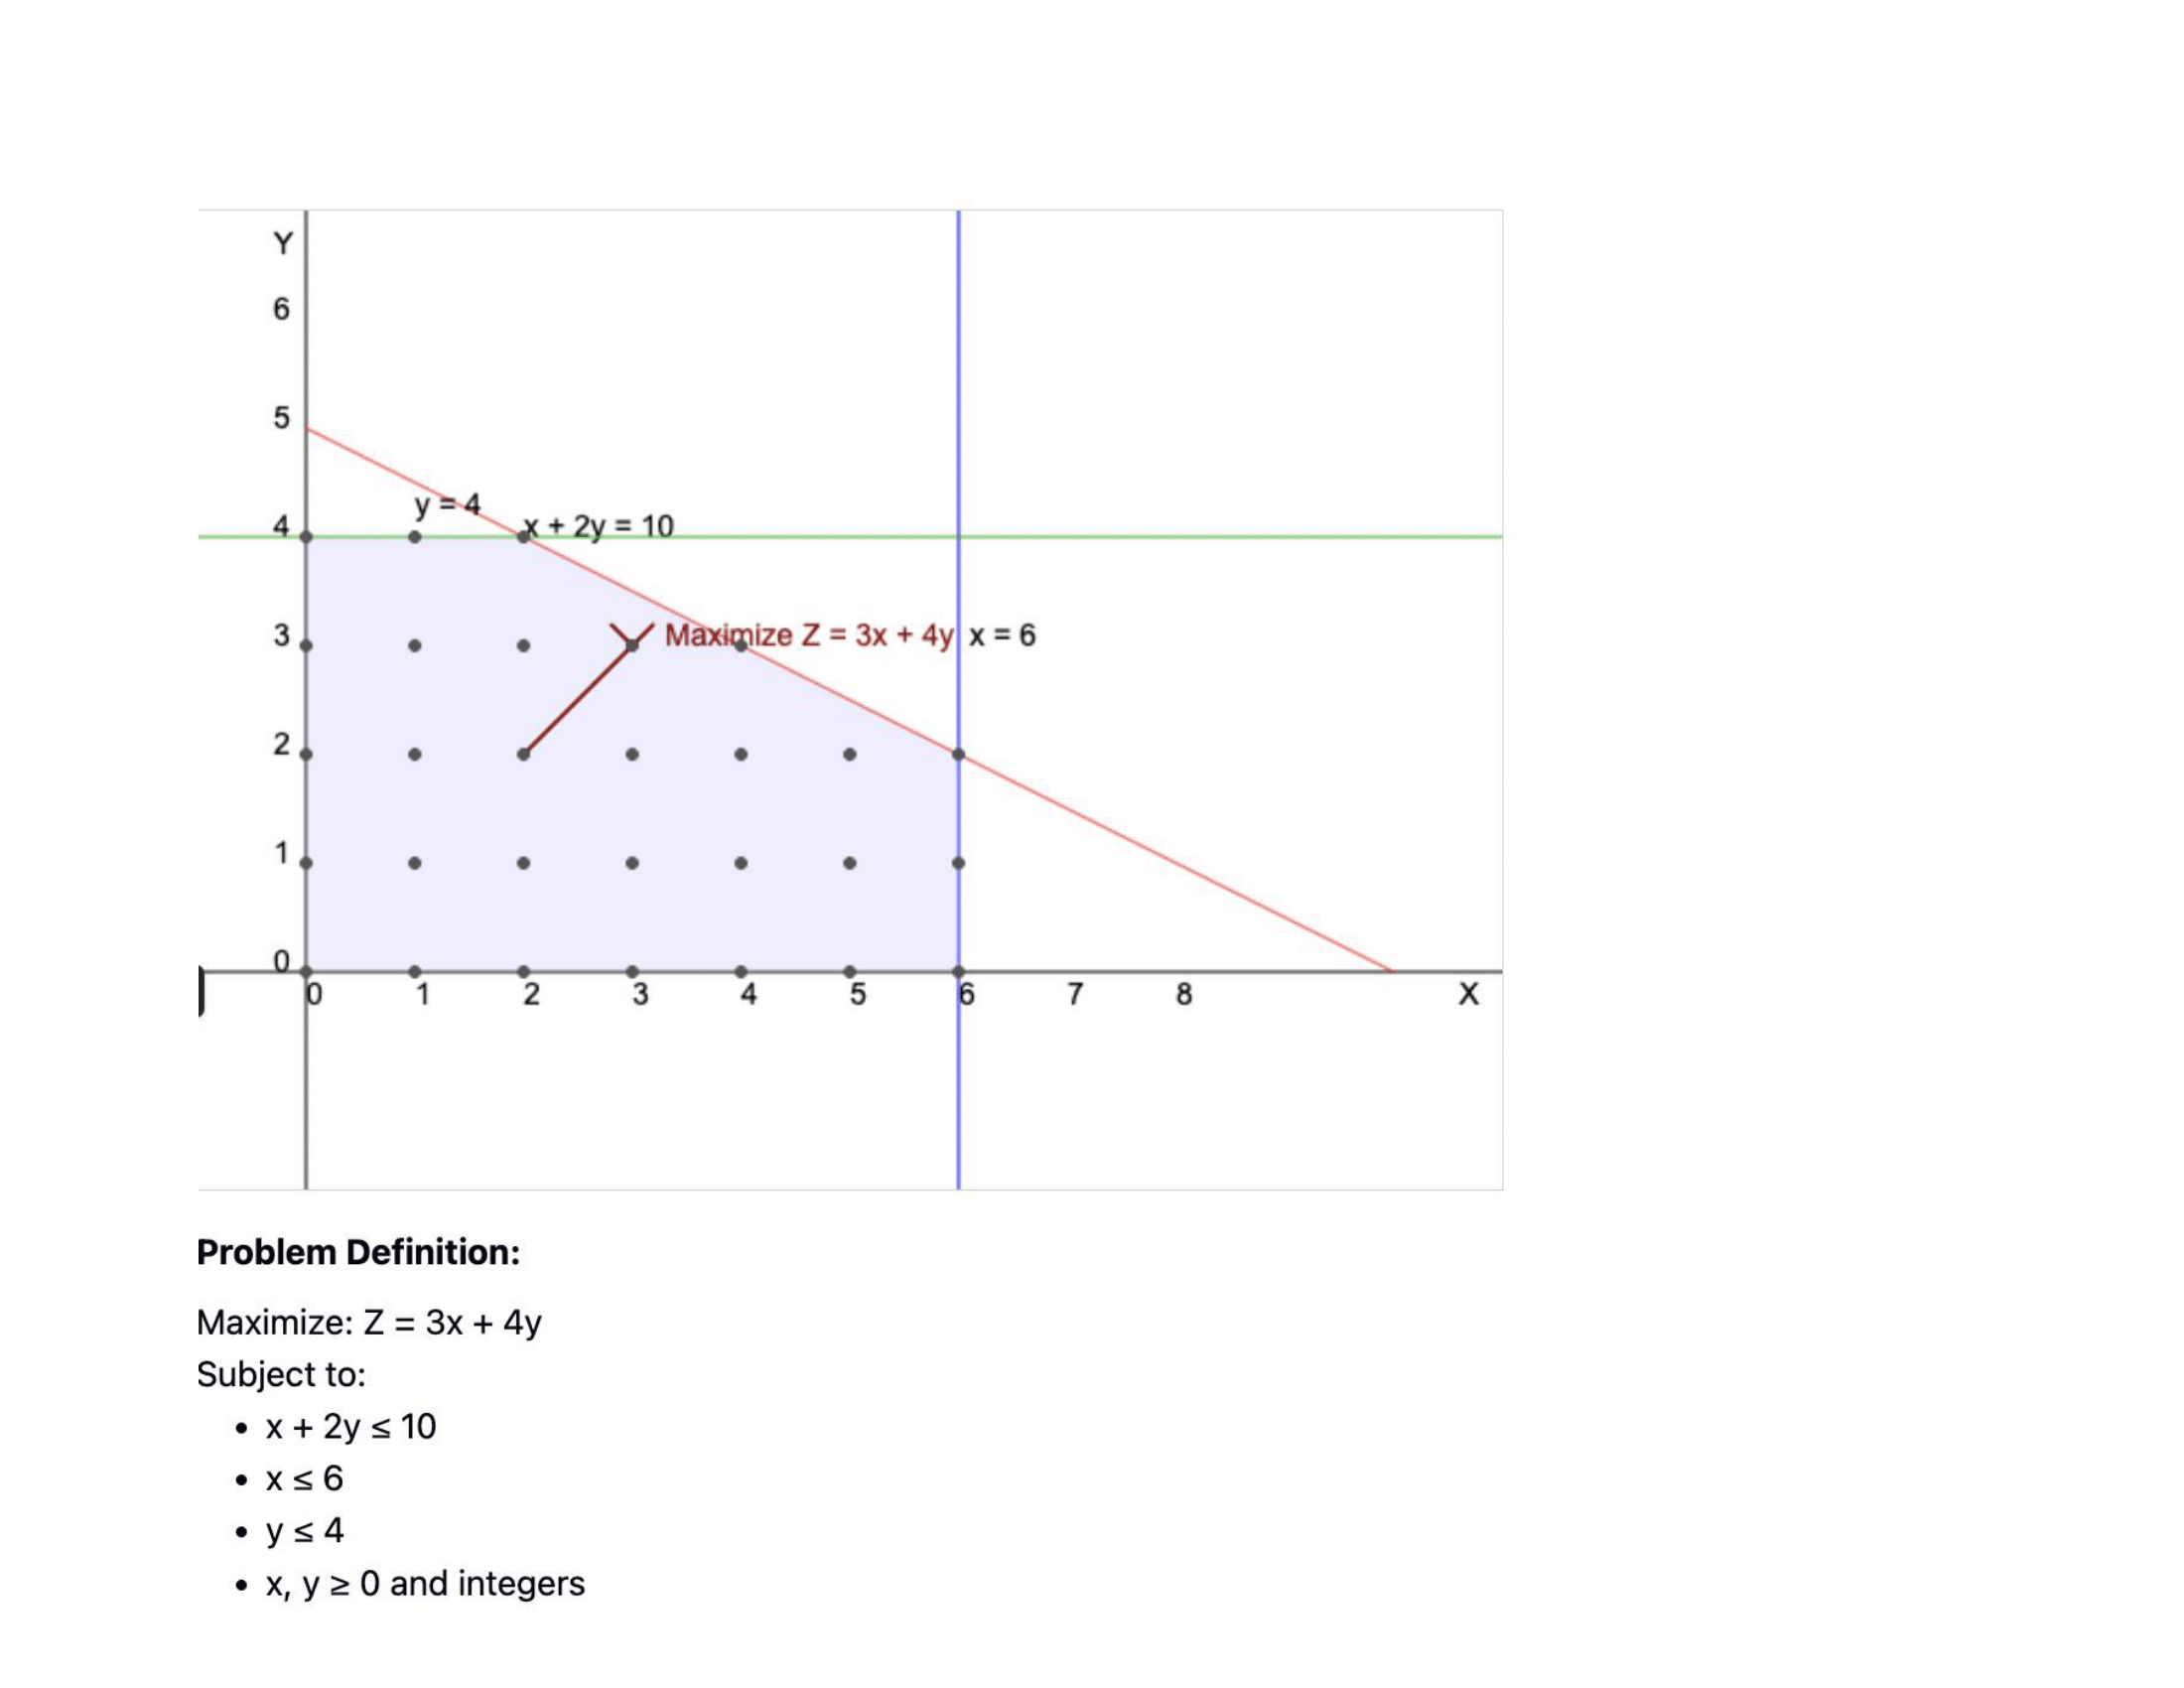 Y
6
5
y = 4
4
x + 2y = 10
3
Maximize Z = 3x + 4y
x = 6
2
1
0
0 1 2 3 4 5 6 7 8 X
Problem Definition:
Maximize: Z = 3x + 4y
Subject to:
• x + 2y ≤ 10
• x ≤ 6
• y ≤ 4
• x, y ≥ 0 and integers